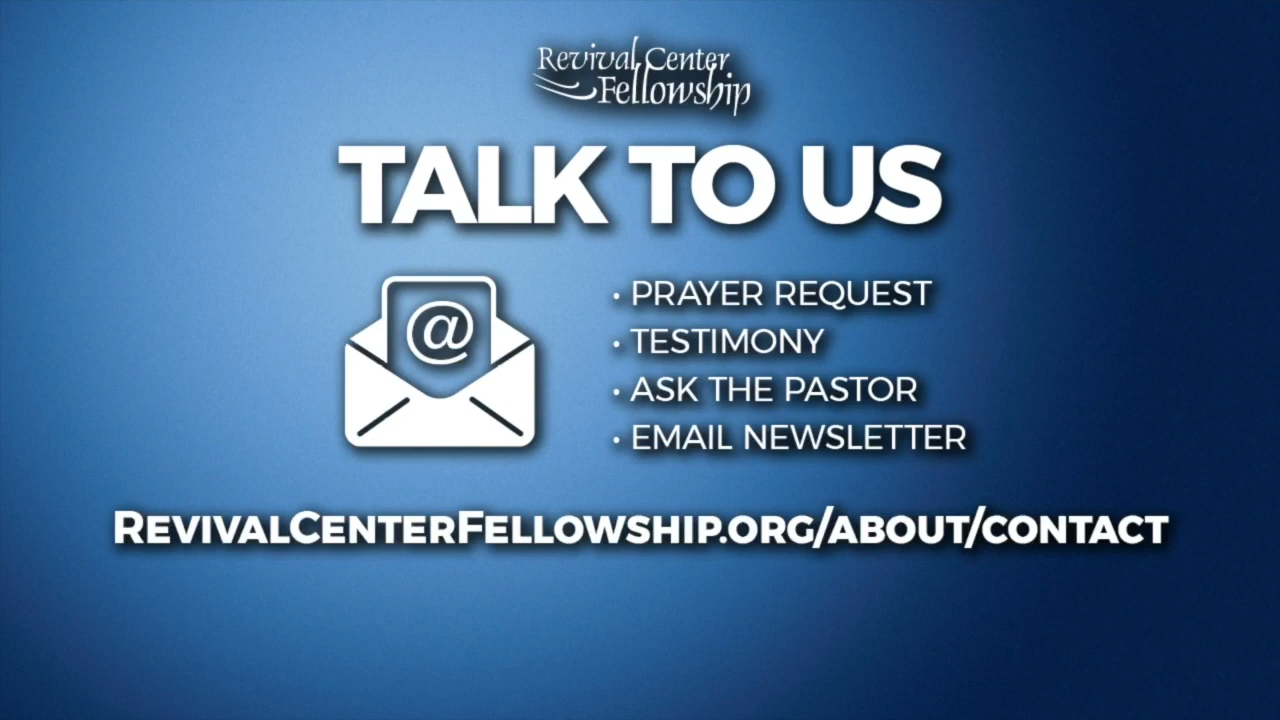 Revival Center
Fellowship
TALK TO US
@
• PRAYER REQUEST
• TESTIMONY
• ASK THE PASTOR
• EMAIL NEWSLETTER
REVIVALCENTERFELLOWSHIP.ORG/ABOUT/CONTACT